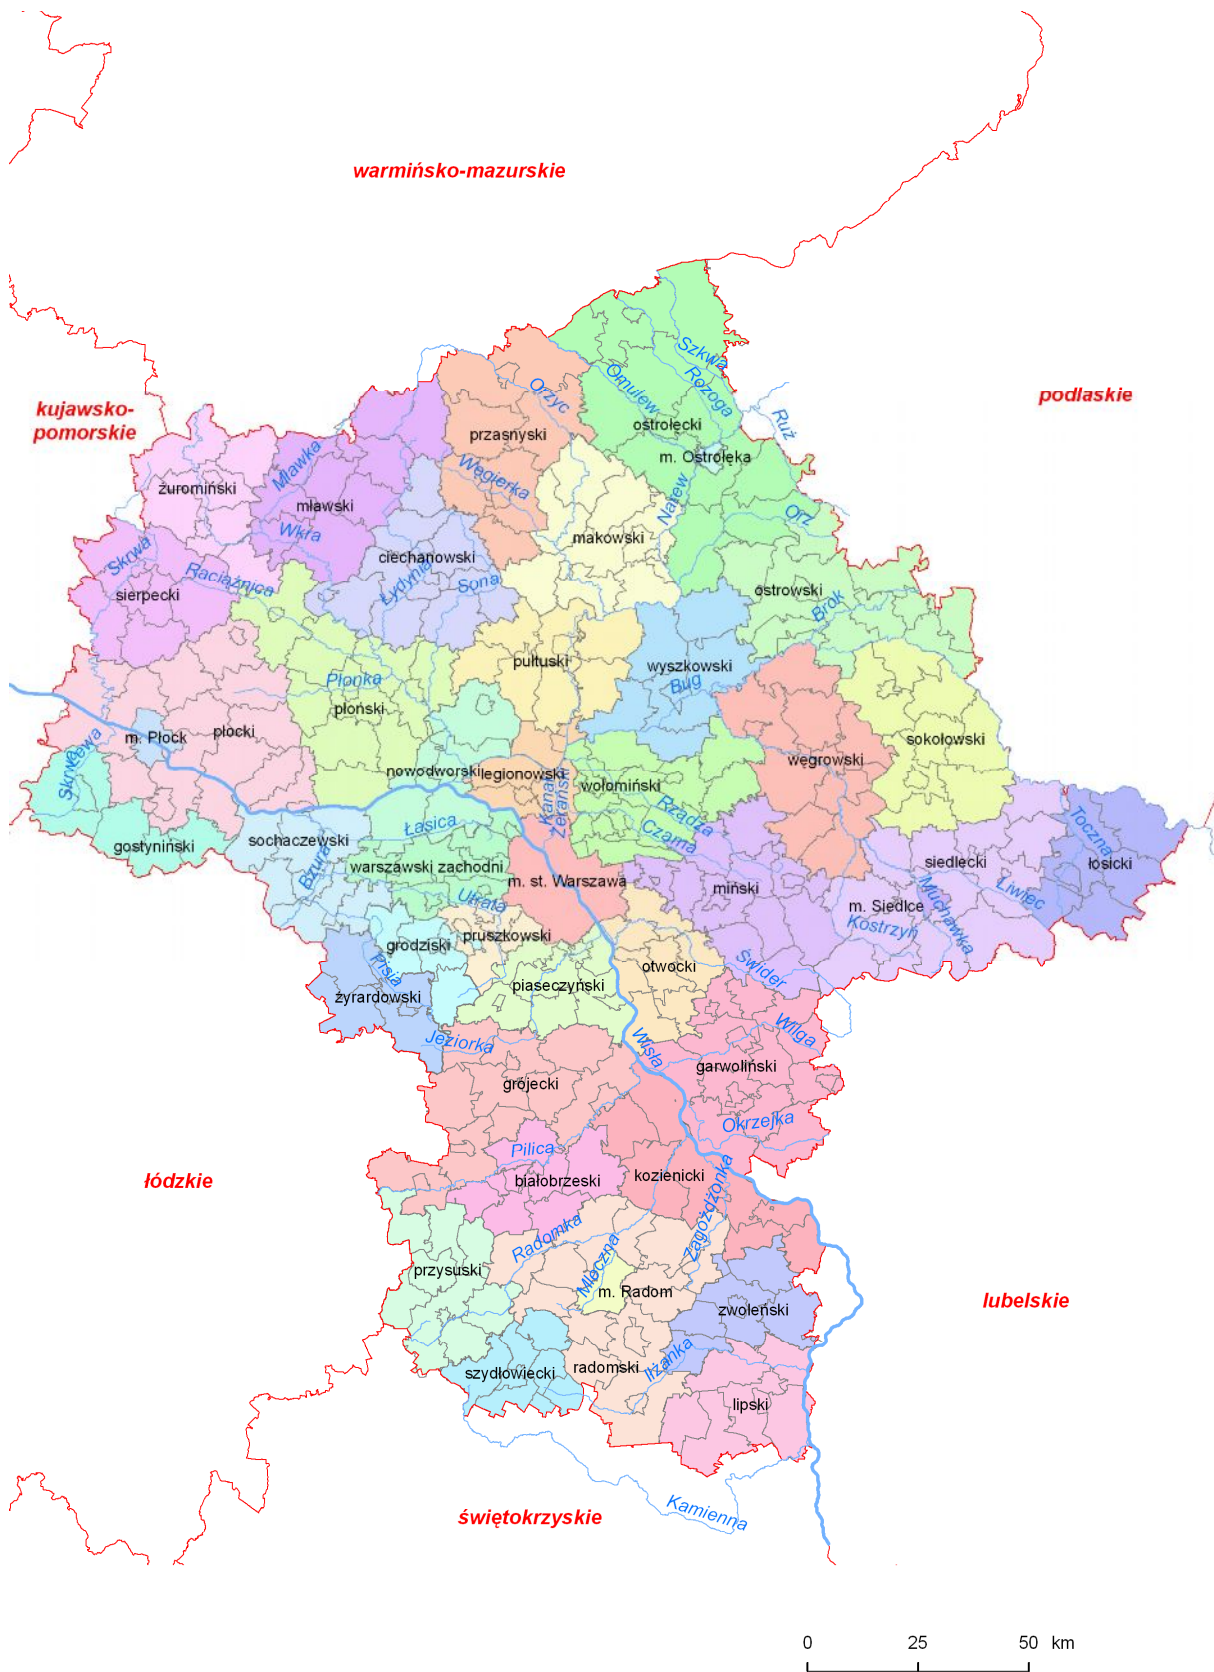 warmińsko-mazurskie
kujawsko-
pomorskie
podlaskie
Szkwa
Omulew
Rozoga
Orzyc
Ruż
ostrołęcki
przasnyski
m. Ostrołęka
Mławka
Węgierka
żuromiński
Narew
mławski
Orz
Wkra
makowski
Skrwa
ciechanowski
Raciążnica
Łydynia
Sona
sierpecki
ostrowski
Brok
pułtuski
wyszkowski
Bug
Płonka
płoński
płocki
m. Płock
sokołowski
Skrwa Lewa
węgrowski
nowodworski
legionowski
wołomiński
Kanał
Żerański
Rządza
Czarna
Łasica
Toczna
sochaczewski
gostyniński
Bzura
warszawski zachodni
siedlecki
łosicki
m. st. Warszawa
miński
Liwiec
Utrata
m. Siedlce
Muchawka
Kostrzyń
pruszkowski
grodziski
Pisia
otwocki
Świder
piaseczyński
żyrardowski
Wilga
Jeziorka
Wisła
garwoliński
grójecki
Okrzejka
Pilica
łódzkie
białobrzeski
kozienicki
Zagożdżonka
Radomka
Mleczna
przysuski
m. Radom
zwoleński
lubelskie
Iłżanka
radomski
szydłowiecki
lipski
Kamienna
świętokrzyskie
0 25 50 km